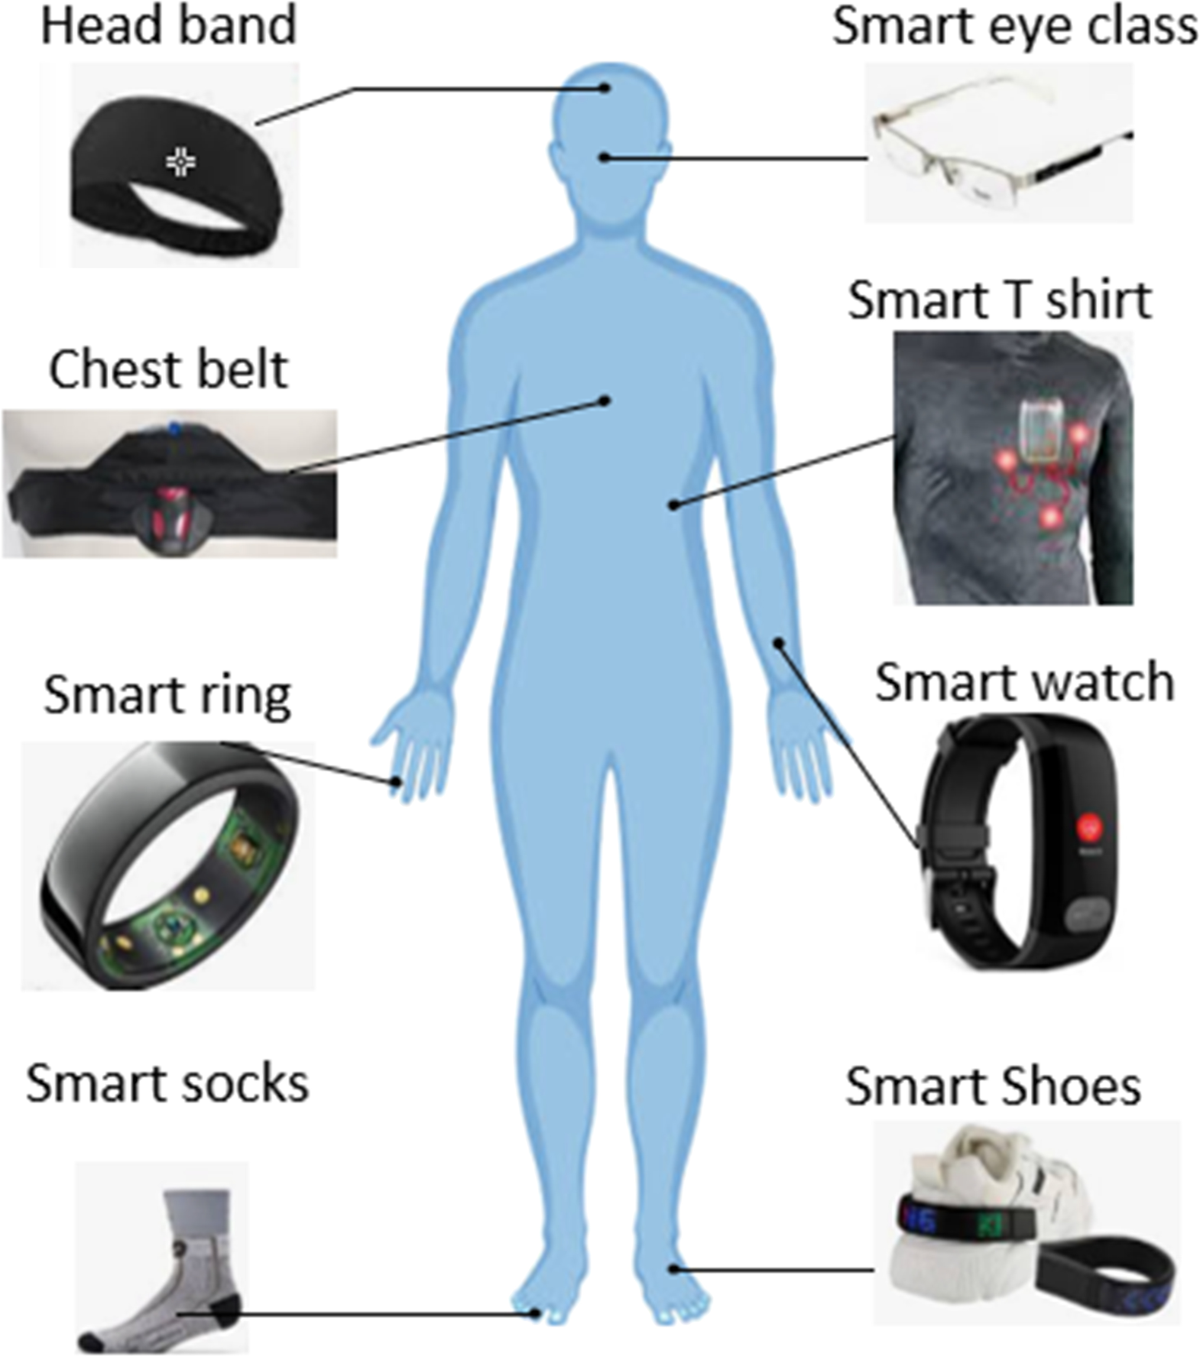 Head band
Smart eye class
Smart T shirt
Chest belt
Smart ring
Smart watch
Smart socks
Smart Shoes